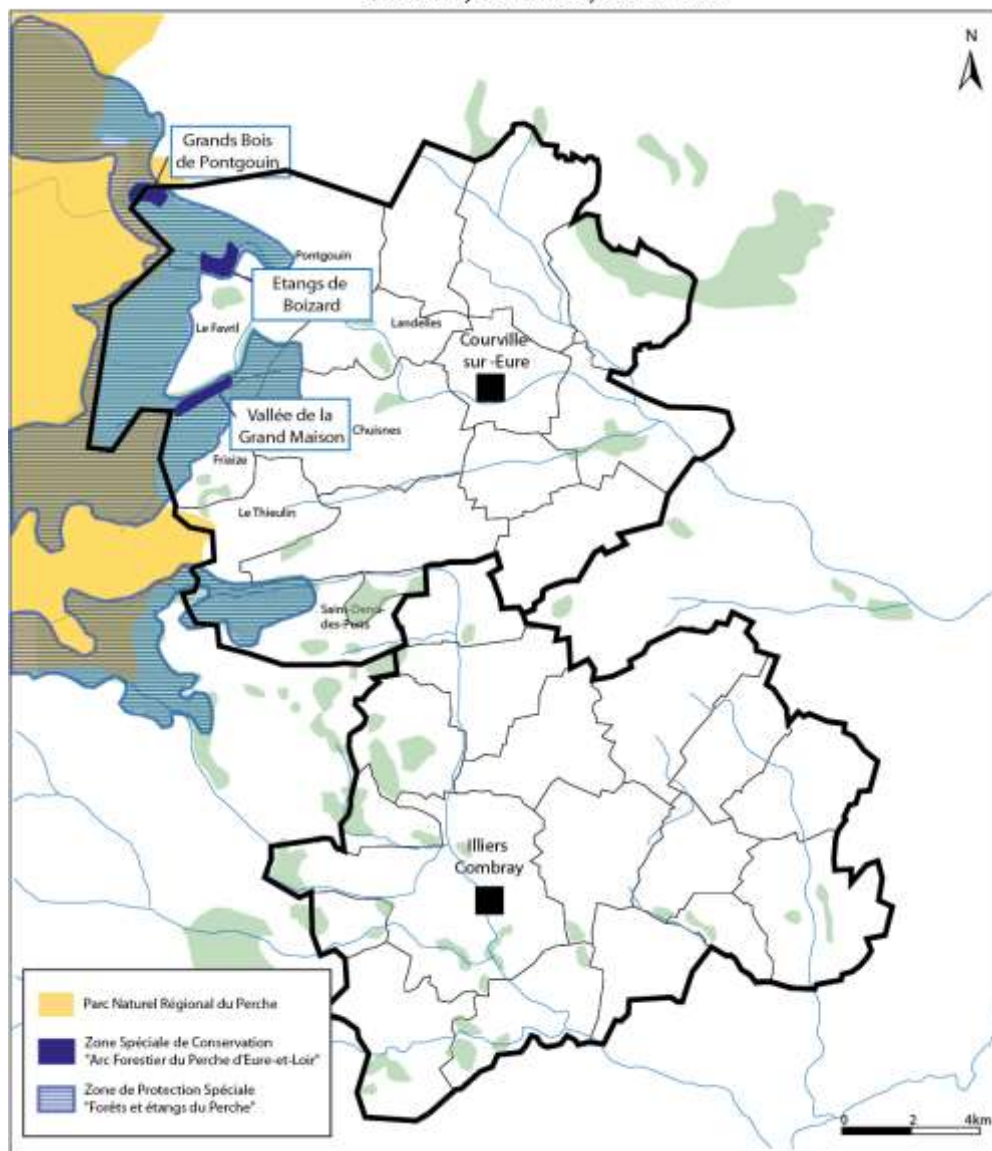 N
Grands Bois
de Pontgouin
Pontgouin
Etangs de
Boizard
Le Favril
Landelles
Courville
sur -Eure
Vallée de la
Grand Maison
Chuisnes
Friaize
Le Thieulin
Saint-Denis-
des-Puits
Illiers
Combray
Parc Naturel Régional du Perche
Zone Spéciale de Conservation
"Arc Forestier du Perche d'Eure-et-Loir"
Zone de Protection Spéciale
"Forêts et étangs du Perche"
0 2 4km